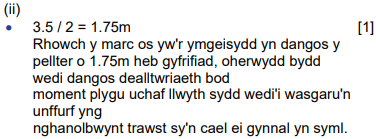 (ii)
• 3.5 / 2 = 1.75m [1]
Rhowch y marc os yw'r ymgeisydd yn dangos y
pellter o 1.75m heb gyfrifiad, oherwydd bydd
wedi dangos dealltwriaeth bod
moment plygu uchaf llwyth sydd wedi'i wasgaru'n
unffurf yng
nghanolbwynt trawst sy'n cael ei gynnal yn syml.